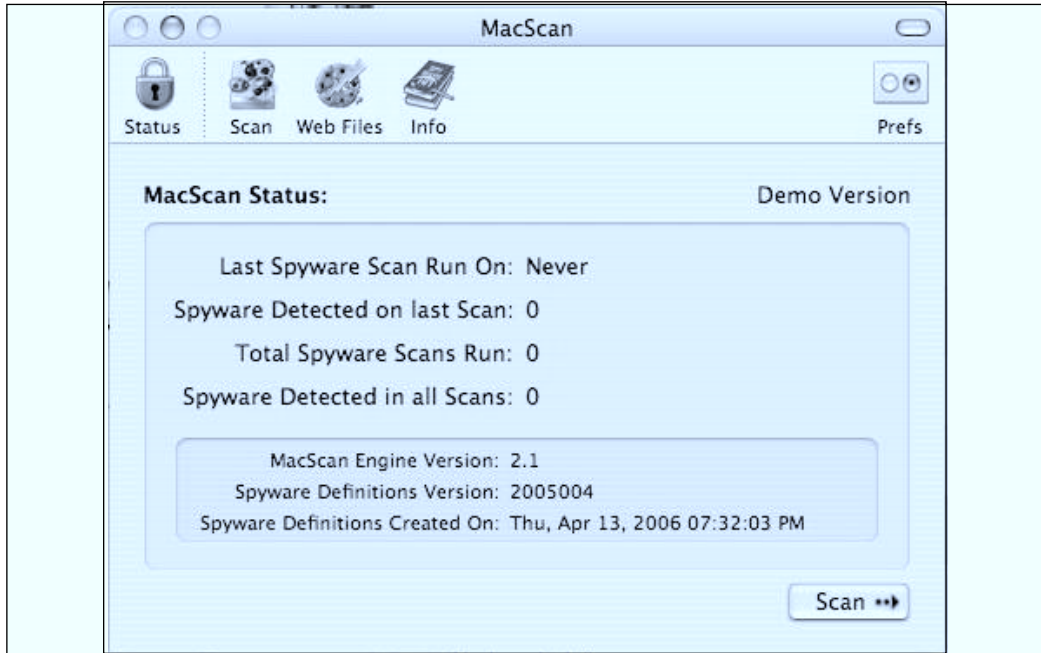 MacScan
Status Scan Web Files Info Prefs
MacScan Status: Demo Version
Last Spyware Scan Run On: Never
Spyware Detected on last Scan: 0
Total Spyware Scans Run: 0
Spyware Detected in all Scans: 0
MacScan Engine Version: 2.1
Spyware Definitions Version: 2005004
Spyware Definitions Created On: Thu, Apr 13, 2006 07:32:03 PM
Scan